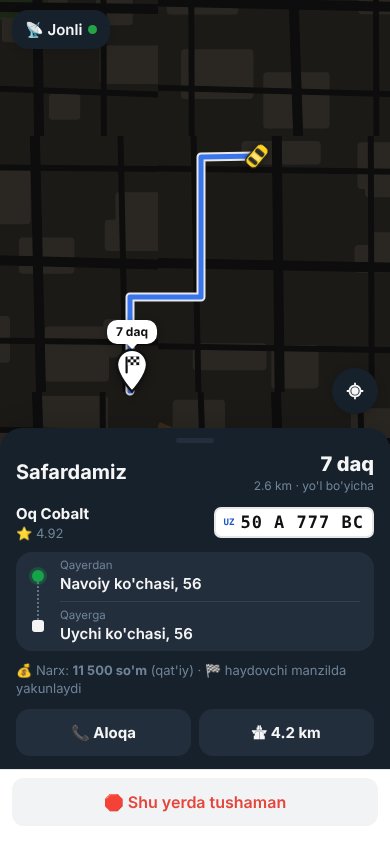 📡 Jonli
7 daq
Safardamiz
7 daq
2.6 km · yo'l bo'yicha
Oq Cobalt
⭐ 4.92
UZ 50 A 777 BC
Qayerdan
Navoiy ko'chasi, 56
Qayerga
Uychi ko'chasi, 56
💰 Narx: 11 500 so'm (qat'iy) · 🏁 haydovchi manzilda
yakunlaydi
📞 Aloqa
🛣️ 4.2 km
🛑 Shu yerda tushaman